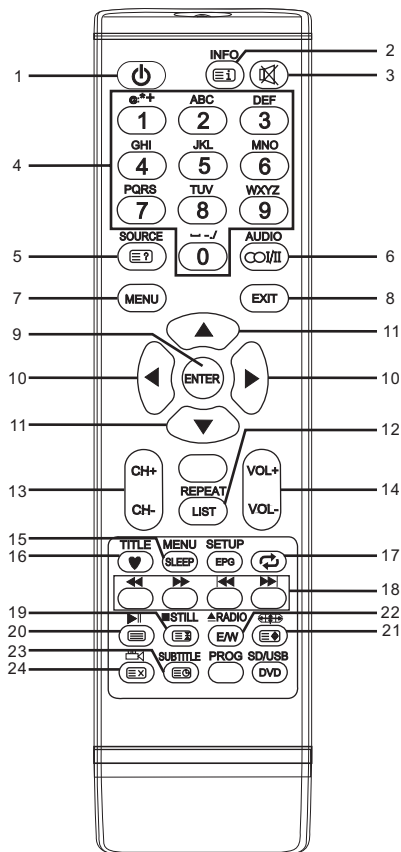 INFO
1
2
3
@:*+ ABC DEF
1 2 3
GHI JKL MNO
4
4 5 6
PQRS TUV WXYZ
7 8 9
SOURCE ⎵ -./ AUDIO
5
? 0 I/II
6
7
MENU EXIT
8
9
11
10
ENTER
10
11
12
CH+ VOL+
13
REPEAT
14
CH- LIST VOL-
15
TITLE MENU SETUP
16
SLEEP EPG
17
18
19
STILL RADIO
22
20
E/W
21
23
SUBTITLE PROG SD/USB
24
X DVD